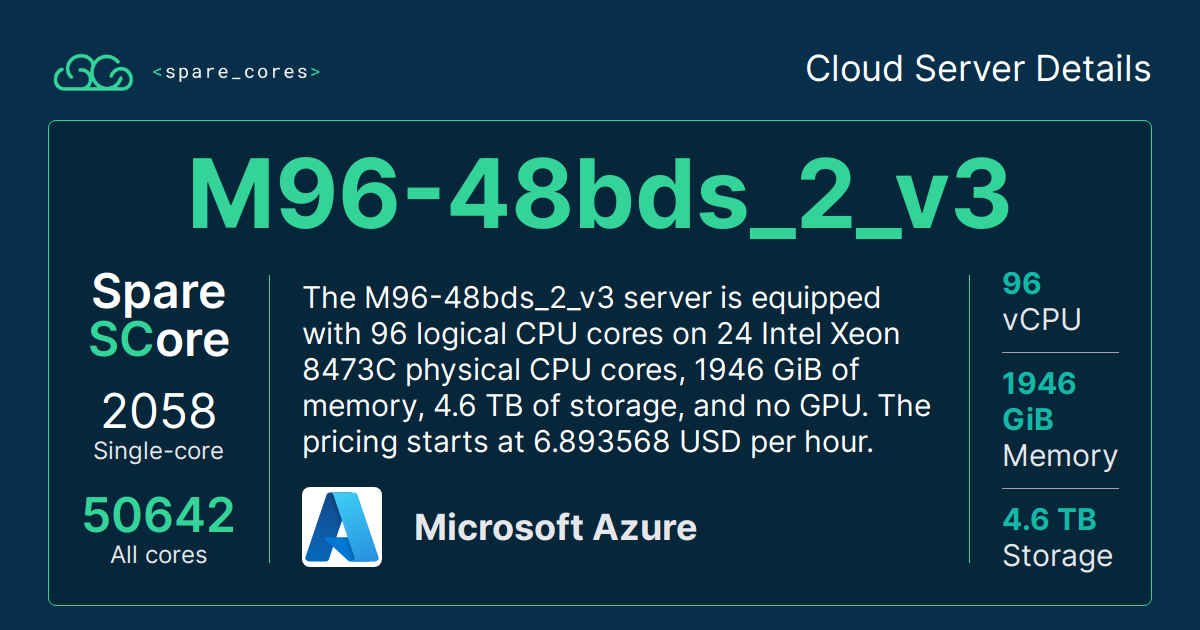 <spare_cores>
Cloud Server Details
M96-48bds_2_v3
Spare
SCore
2058
Single-core
50642
All cores
The M96-48bds_2_v3 server is equipped
with 96 logical CPU cores on 24 Intel Xeon
8473C physical CPU cores, 1946 GiB of
memory, 4.6 TB of storage, and no GPU. The
pricing starts at 6.893568 USD per hour.
Microsoft Azure
96
vCPU
1946
GiB
Memory
4.6 TB
Storage